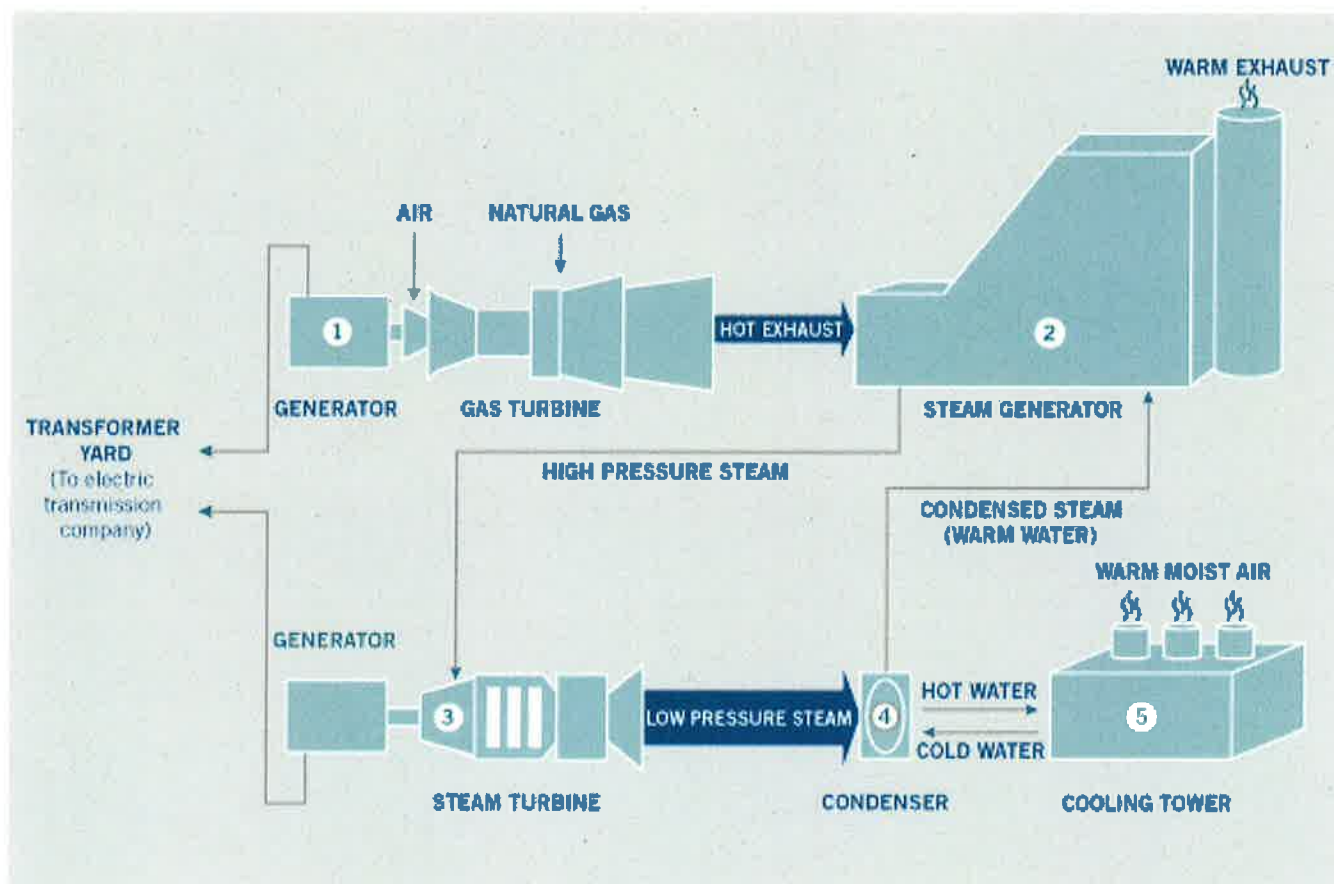 WARM EXHAUST
AIR
NATURAL GAS
1
HOT EXHAUST
2
GENERATOR
GAS TURBINE
STEAM GENERATOR
TRANSFORMER
YARD
(To electric
transmission
company)
HIGH PRESSURE STEAM
CONDENSED STEAM
(WARM WATER)
WARM MOIST AIR
GENERATOR
3
LOW PRESSURE STEAM
4
HOT WATER
COLD WATER
5
STEAM TURBINE
CONDENSER
COOLING TOWER